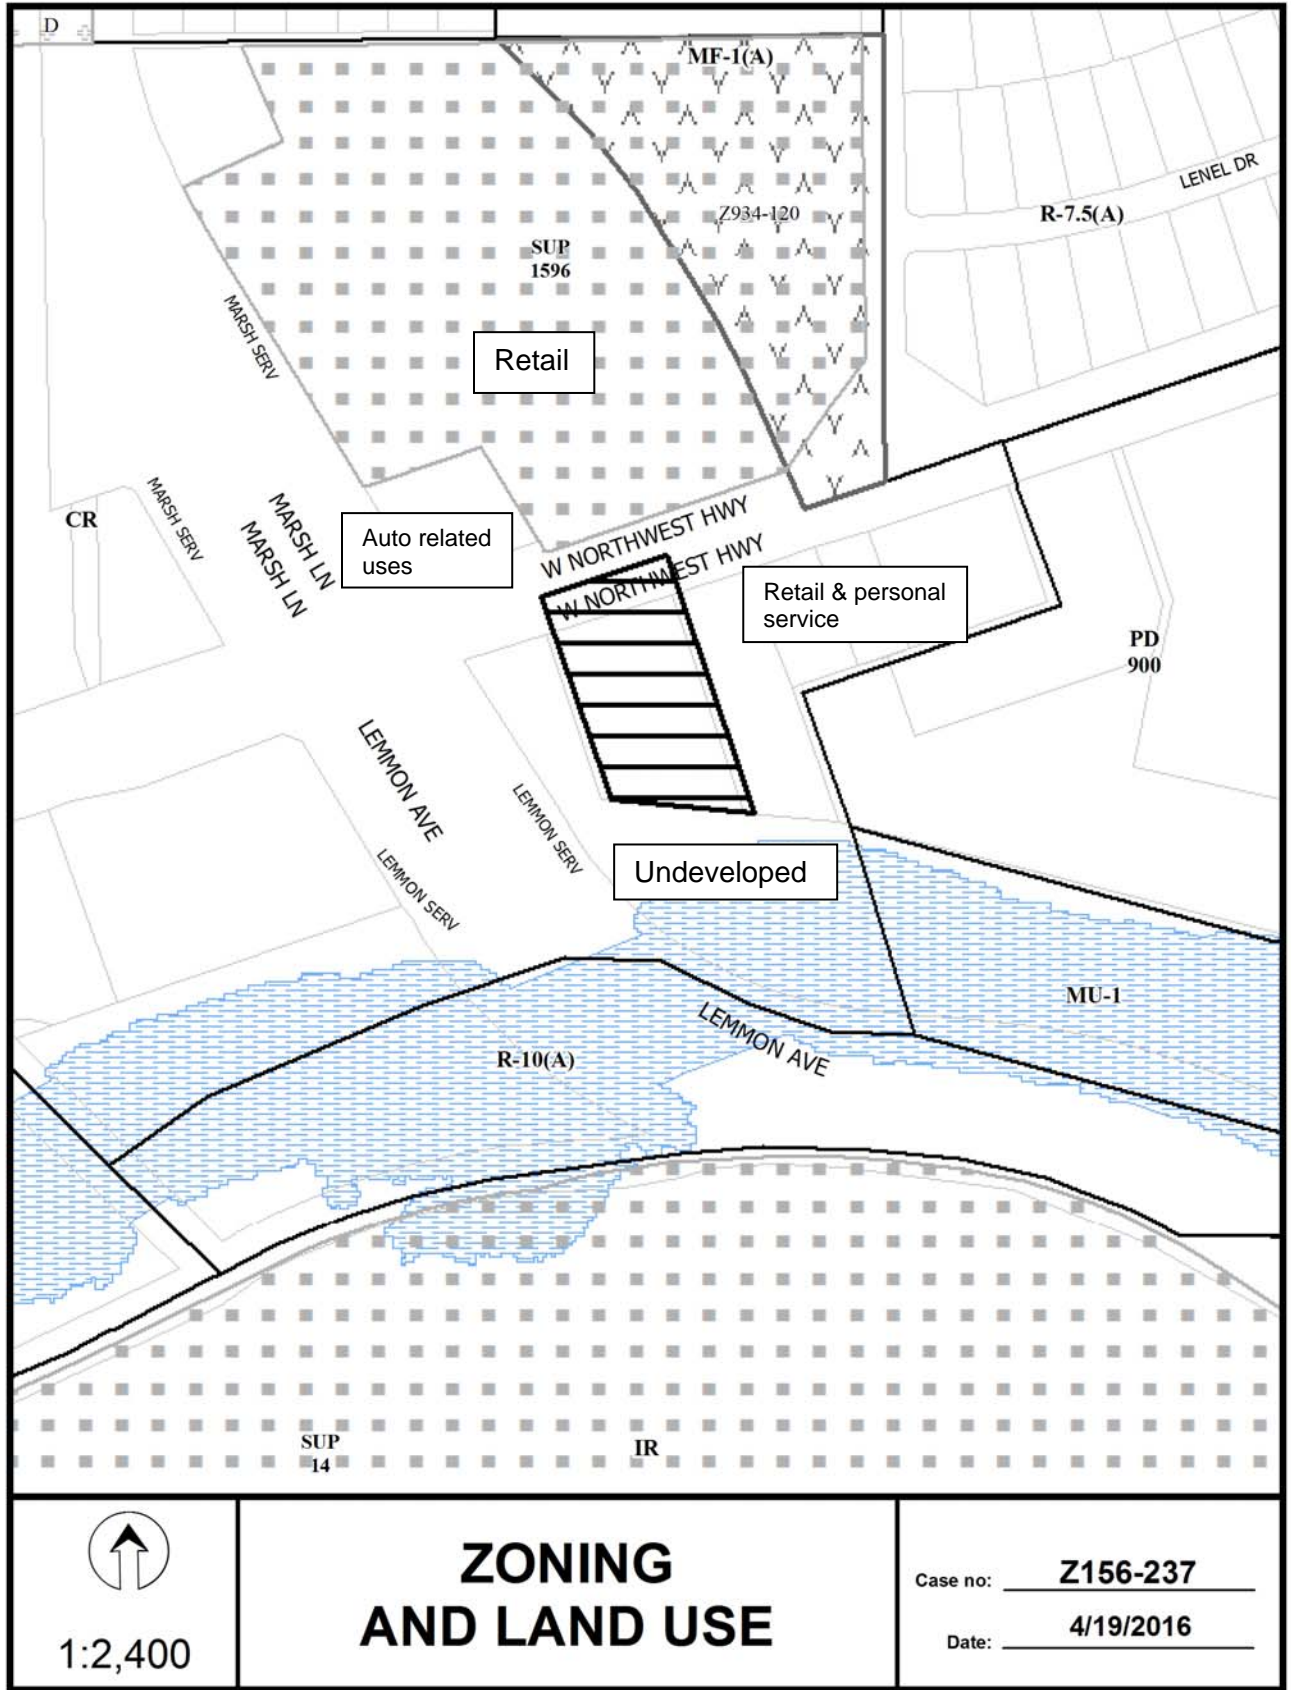 D
MF-1(A)
LENEL DR
Z934-120
R-7.5(A)
SUP
1596
MARSH SERV
Retail
MARSH SERV
CR
MARSH LN
MARSH LN
Auto related
uses
W NORTHWEST HWY
W NORTHWEST HWY
Retail & personal
service
PD
900
LEMMON AVE
LEMMON SERV
LEMMON SERV
Undeveloped
MU-1
LEMMON AVE
R-10(A)
SUP
14
IR
1:2,400
ZONING
AND LAND USE
Case no: Z156-237
Date: 4/19/2016